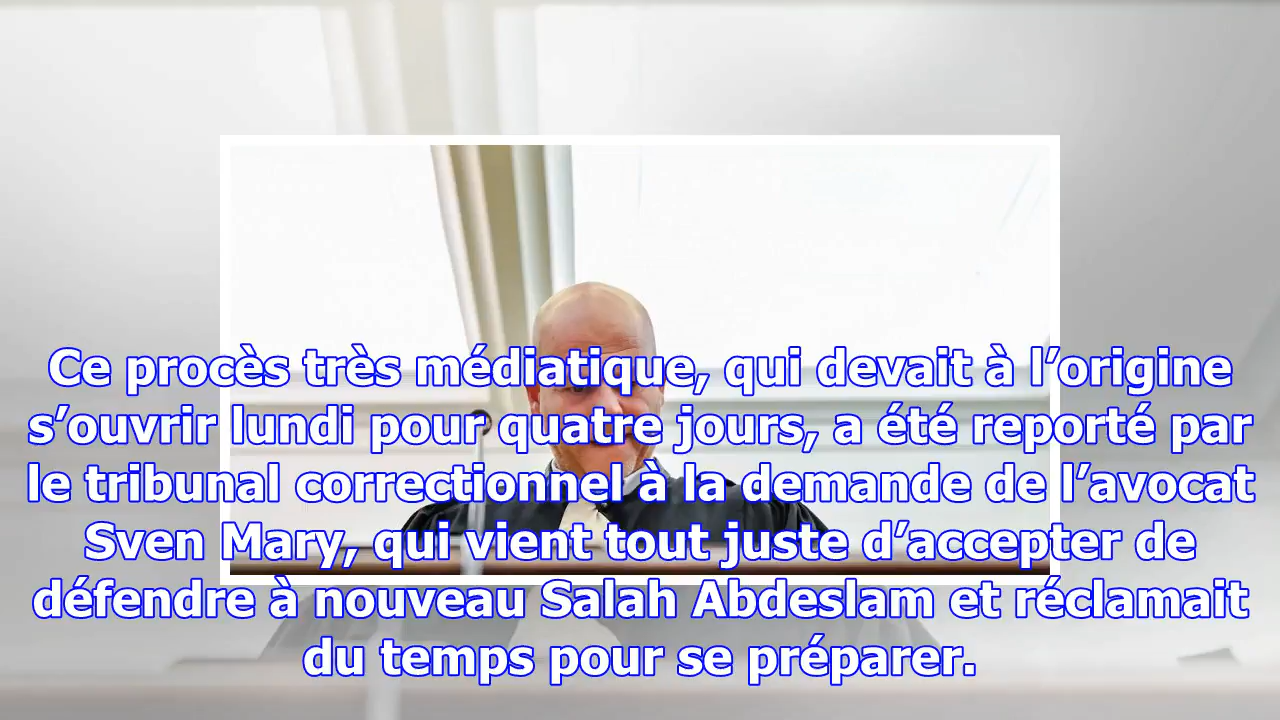 Ce procès très médiatique, qui devait à l’origine
s’ouvrir lundi pour quatre jours, a été reporté par
le tribunal correctionnel à la demande de l’avocat
Sven Mary, qui vient tout juste d’accepter de
défendre à nouveau Salah Abdeslam et réclamait
du temps pour se préparer.